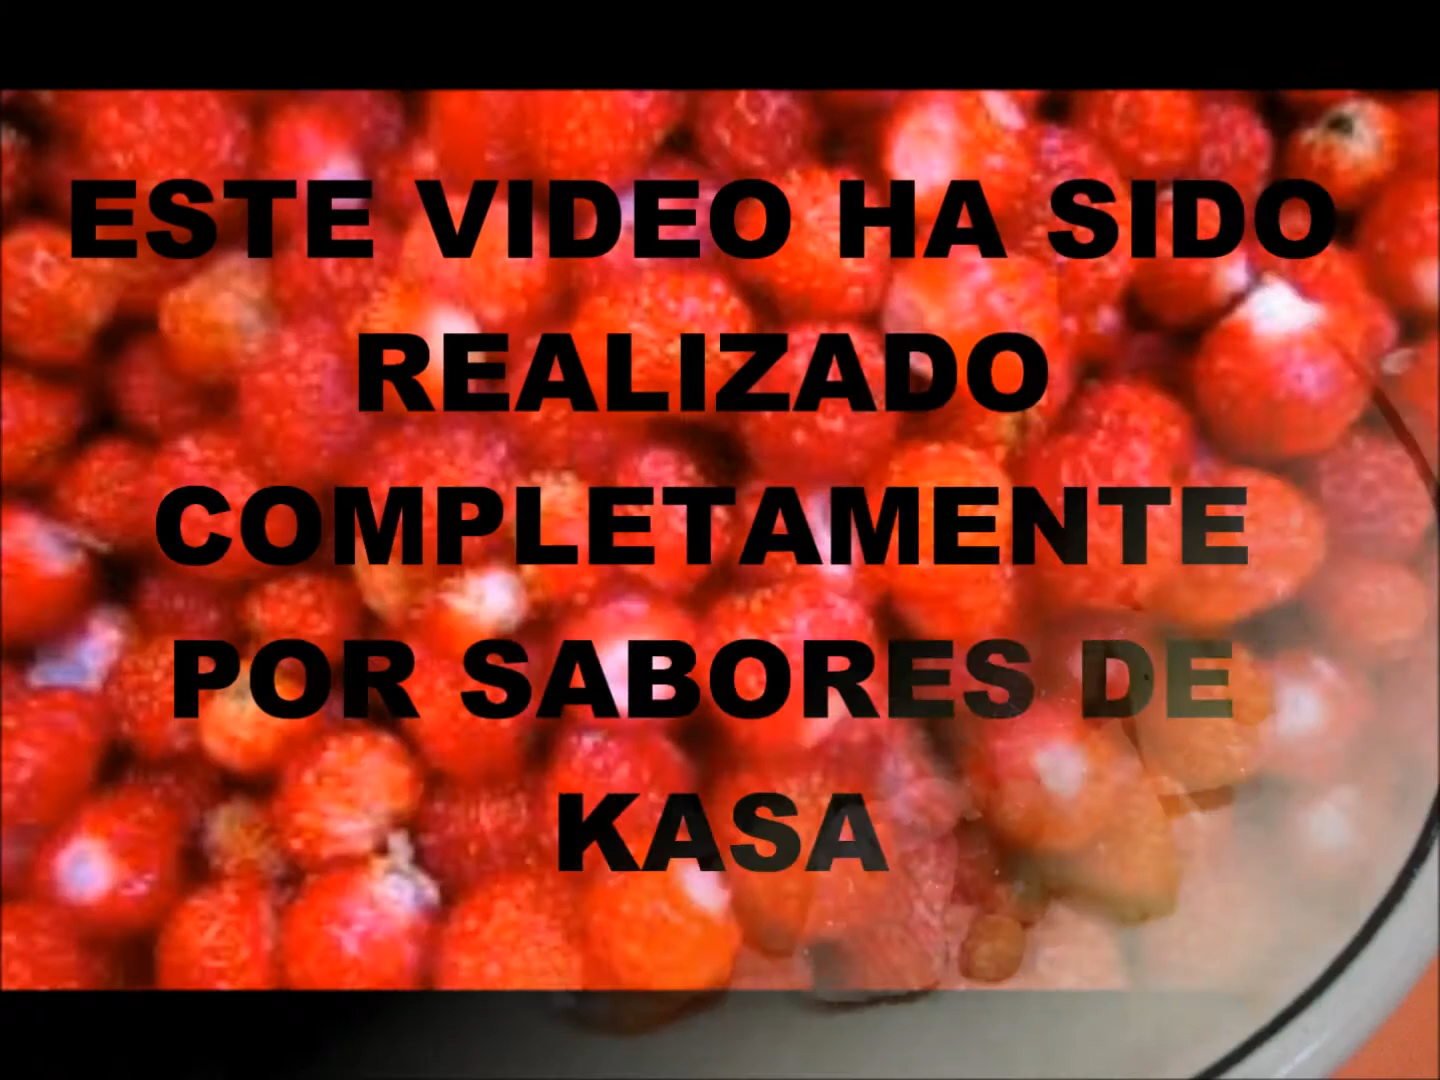 ESTE VIDEO HA SIDO
REALIZADO
COMPLETAMENTE
POR SABORES DE
KASA